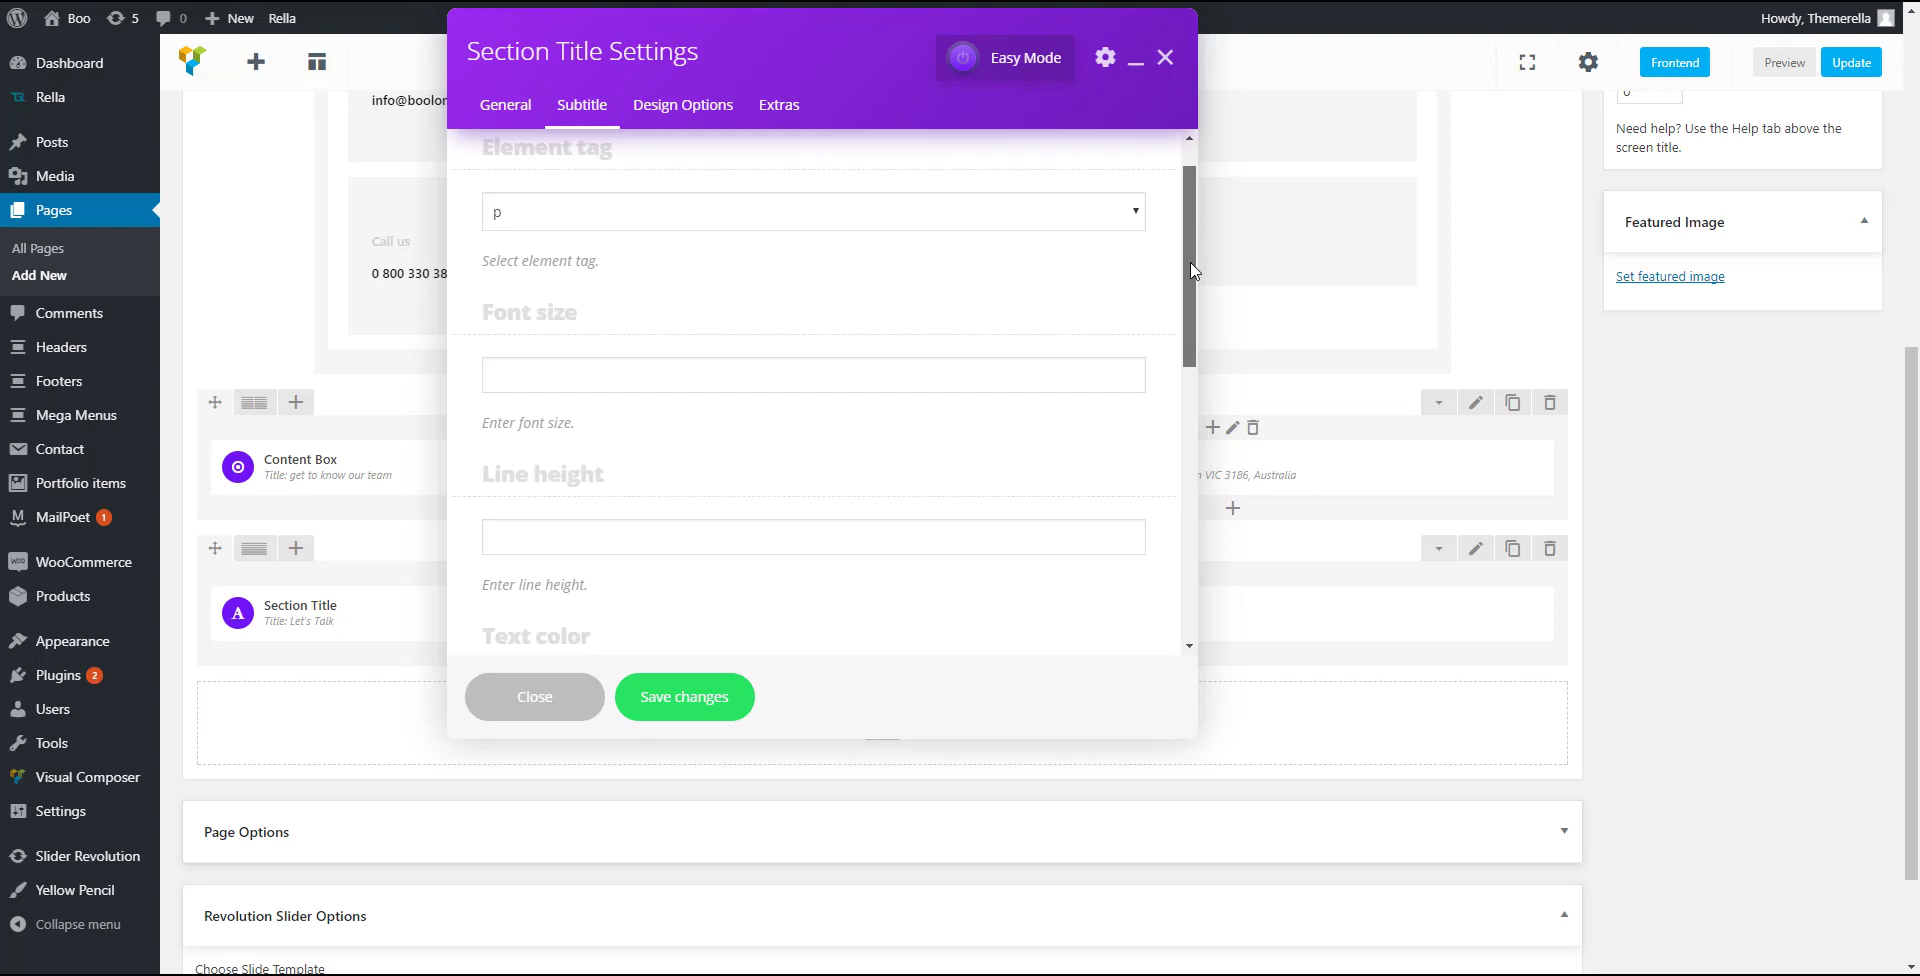 Boo
5
0
New
Rella
Howdy, Themerella
Dashboard
Rella
Posts
Media
Pages
All Pages
Add New
Comments
Headers
Footers
Mega Menus
Contact
Portfolio items
MailPoet 1
WooCommerce
Products
Appearance
Plugins 2
Users
Tools
Visual Composer
Settings
Slider Revolution
Yellow Pencil
Collapse menu
Frontend
Preview
Update
Section Title Settings
Easy Mode
General
Subtitle
Design Options
Extras
Element tag
p
Select element tag.
Font size
Enter font size.
Line height
Enter line height.
Text color
Close
Save changes
Call us
0 800 330 38
Content Box
Title: get to know our team
VIC 3186, Australia
A
Section Title
Title: Let's Talk
Page Options
Revolution Slider Options
Choose Slide Template
0
Need help? Use the Help tab above the
screen title.
Featured Image
Set featured image